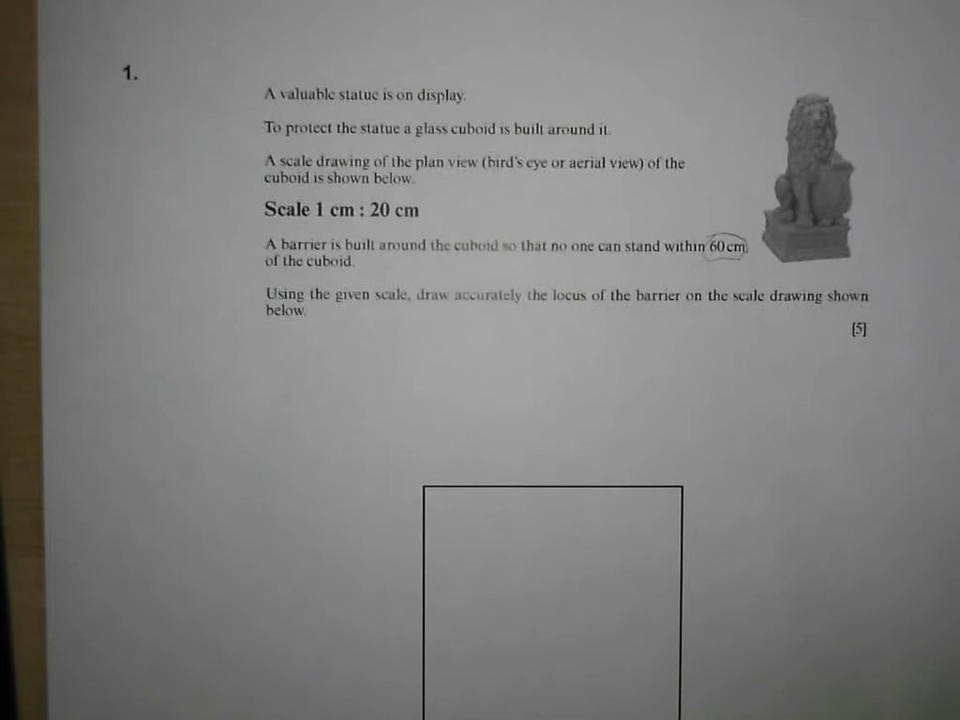 1.
A valuable statue is on display.
To protect the statue a glass cuboid is built around it.
A scale drawing of the plan view (bird's eye or aerial view) of the
cuboid is shown below.
Scale 1 cm : 20 cm
A barrier is built around the cuboid so that no one can stand within 60cm
of the cuboid.
Using the given scale, draw accurately the locus of the barrier on the scale drawing shown
below.
[5]